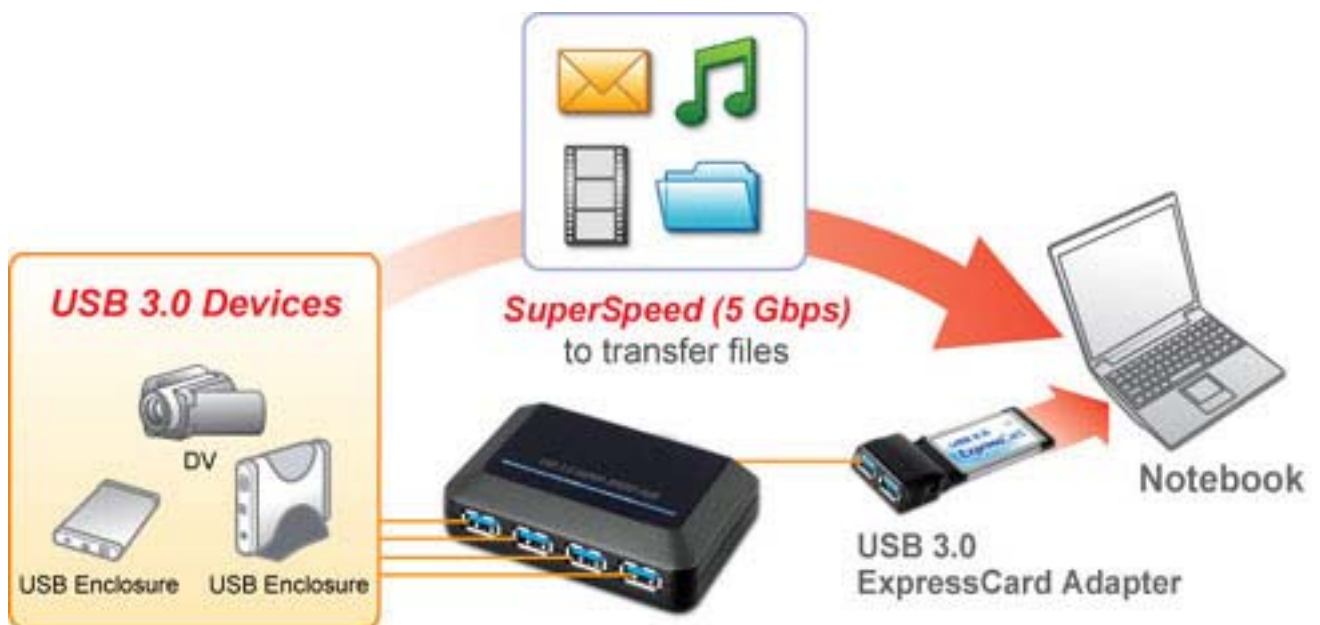 USB 3.0 Devices
SuperSpeed (5 Gbps)
to transfer files
DV
USB Enclosure
USB Enclosure
ExpressCard
Notebook
USB 3.0
ExpressCard Adapter